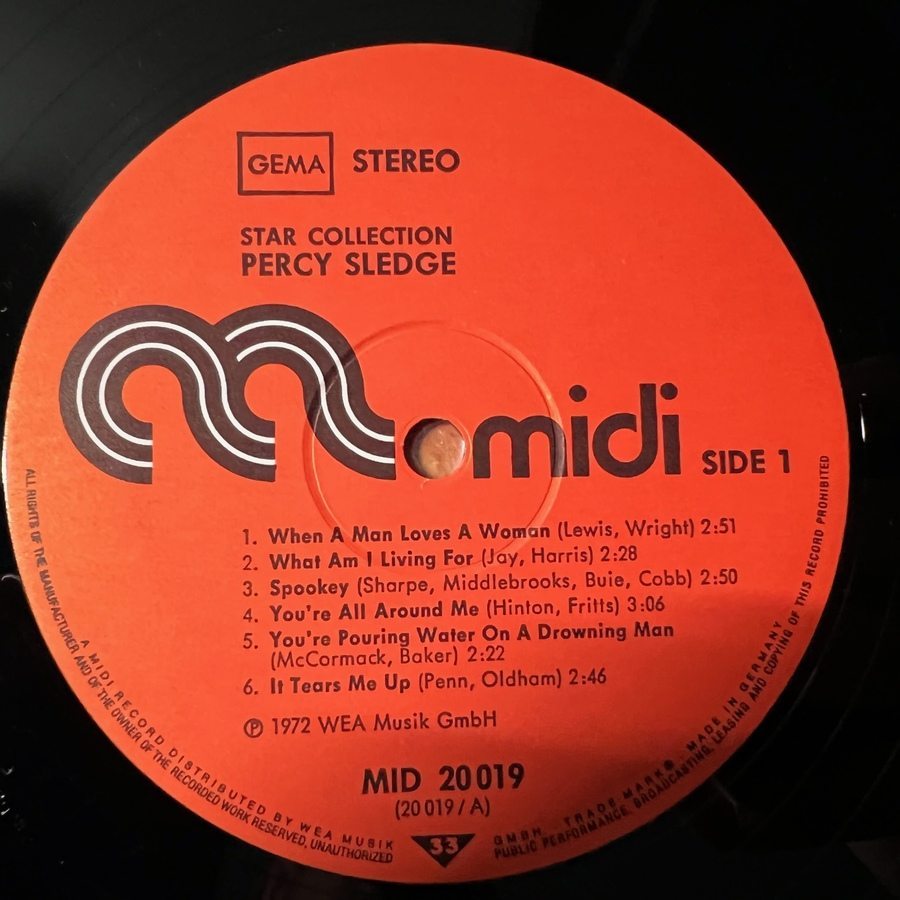 GEMA STEREO
STAR COLLECTION
PERCY SLEDGE
midi SIDE 1
1. When A Man Loves A Woman (Lewis, Wright) 2:51
2. What Am I Living For (Jay, Harris) 2:28
3. Spookey (Sharpe, Middlebrooks, Buie, Cobb) 2:50
4. You're All Around Me (Hinton, Fritts) 3:06
5. You're Pouring Water On A Drowning Man
(McCormack, Baker) 2:22
6. It Tears Me Up (Penn, Oldham) 2:46
℗ 1972 WEA Musik GmbH
MID 20 019
(20 019 / A)
33
A MIDI RECORD DISTRIBUTED BY WEA MUSIK GMBH TRADE MARK® MADE IN GERMANY
ALL RIGHTS OF THE MANUFACTURER AND OF THE OWNER OF THE RECORDED WORK RESERVED, UNAUTHORIZED PUBLIC PERFORMANCE, BROADCASTING, LEASING AND COPYING OF THIS RECORD PROHIBITED